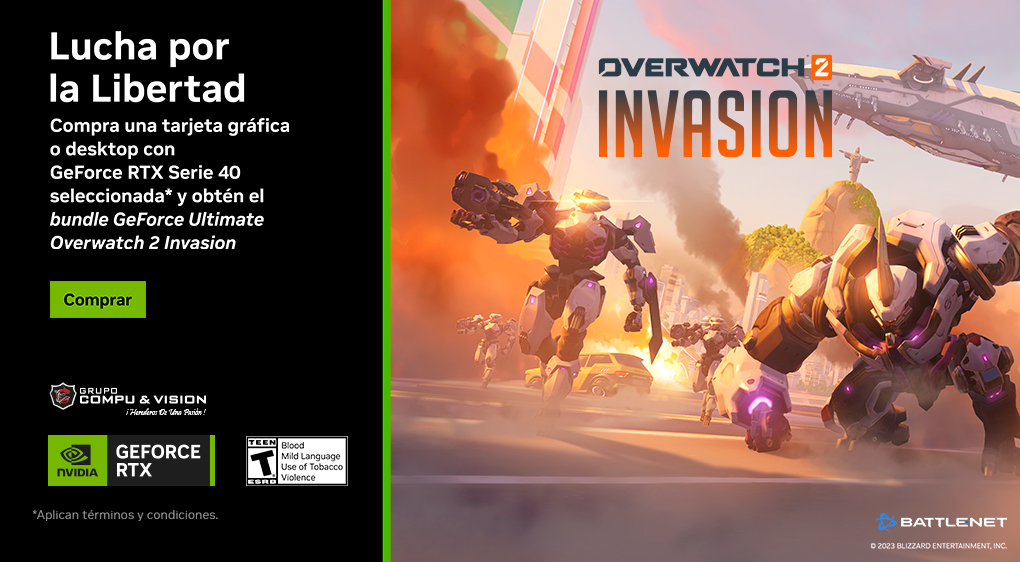 Lucha por
la Libertad
Compra una tarjeta gráfica
o desktop con
GeForce RTX Serie 40
seleccionada* y obtén el
bundle GeForce Ultimate
Overwatch 2 Invasion
Comprar
GRUPO
COMPU & VISION
¡Herederos De Una Pasión!
NVIDIA
GEFORCE
RTX
TEEN
T
ESRB
Blood
Mild Language
Use of Tobacco
Violence
*Aplican términos y condiciones.
OVERWATCH 2
INVASION
BATTLE.NET
© 2023 BLIZZARD ENTERTAINMENT, INC.